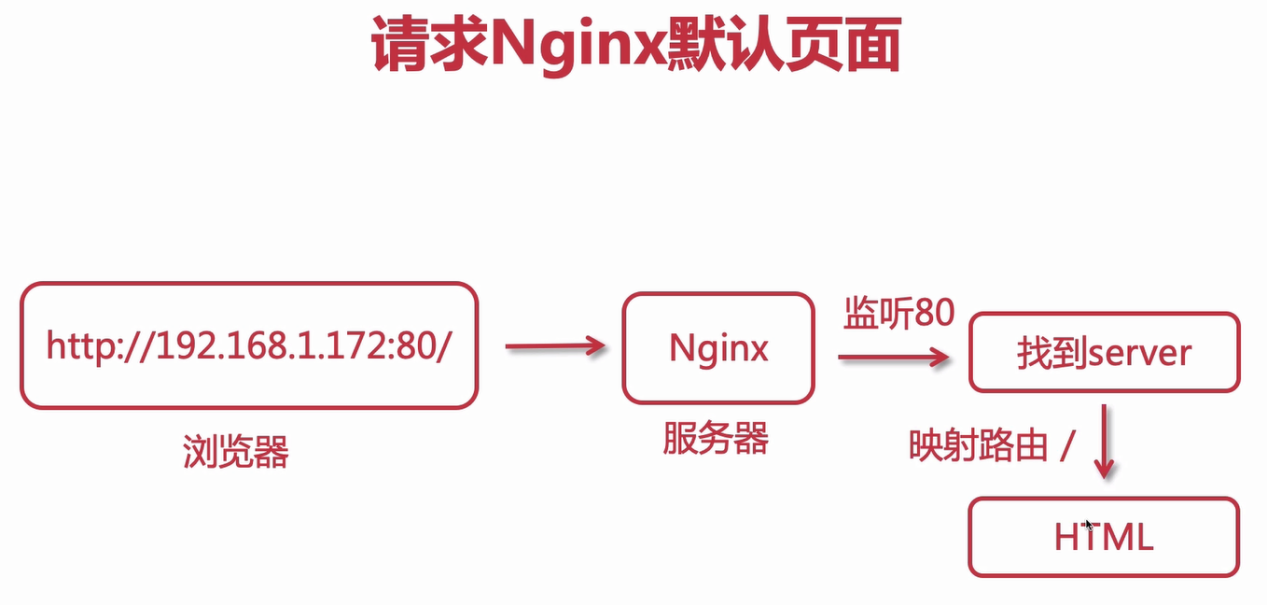 请求Nginx默认页面
http://192.168.1.172:80/
浏览器
Nginx
服务器
监听80
找到server
映射路由 /
HTML